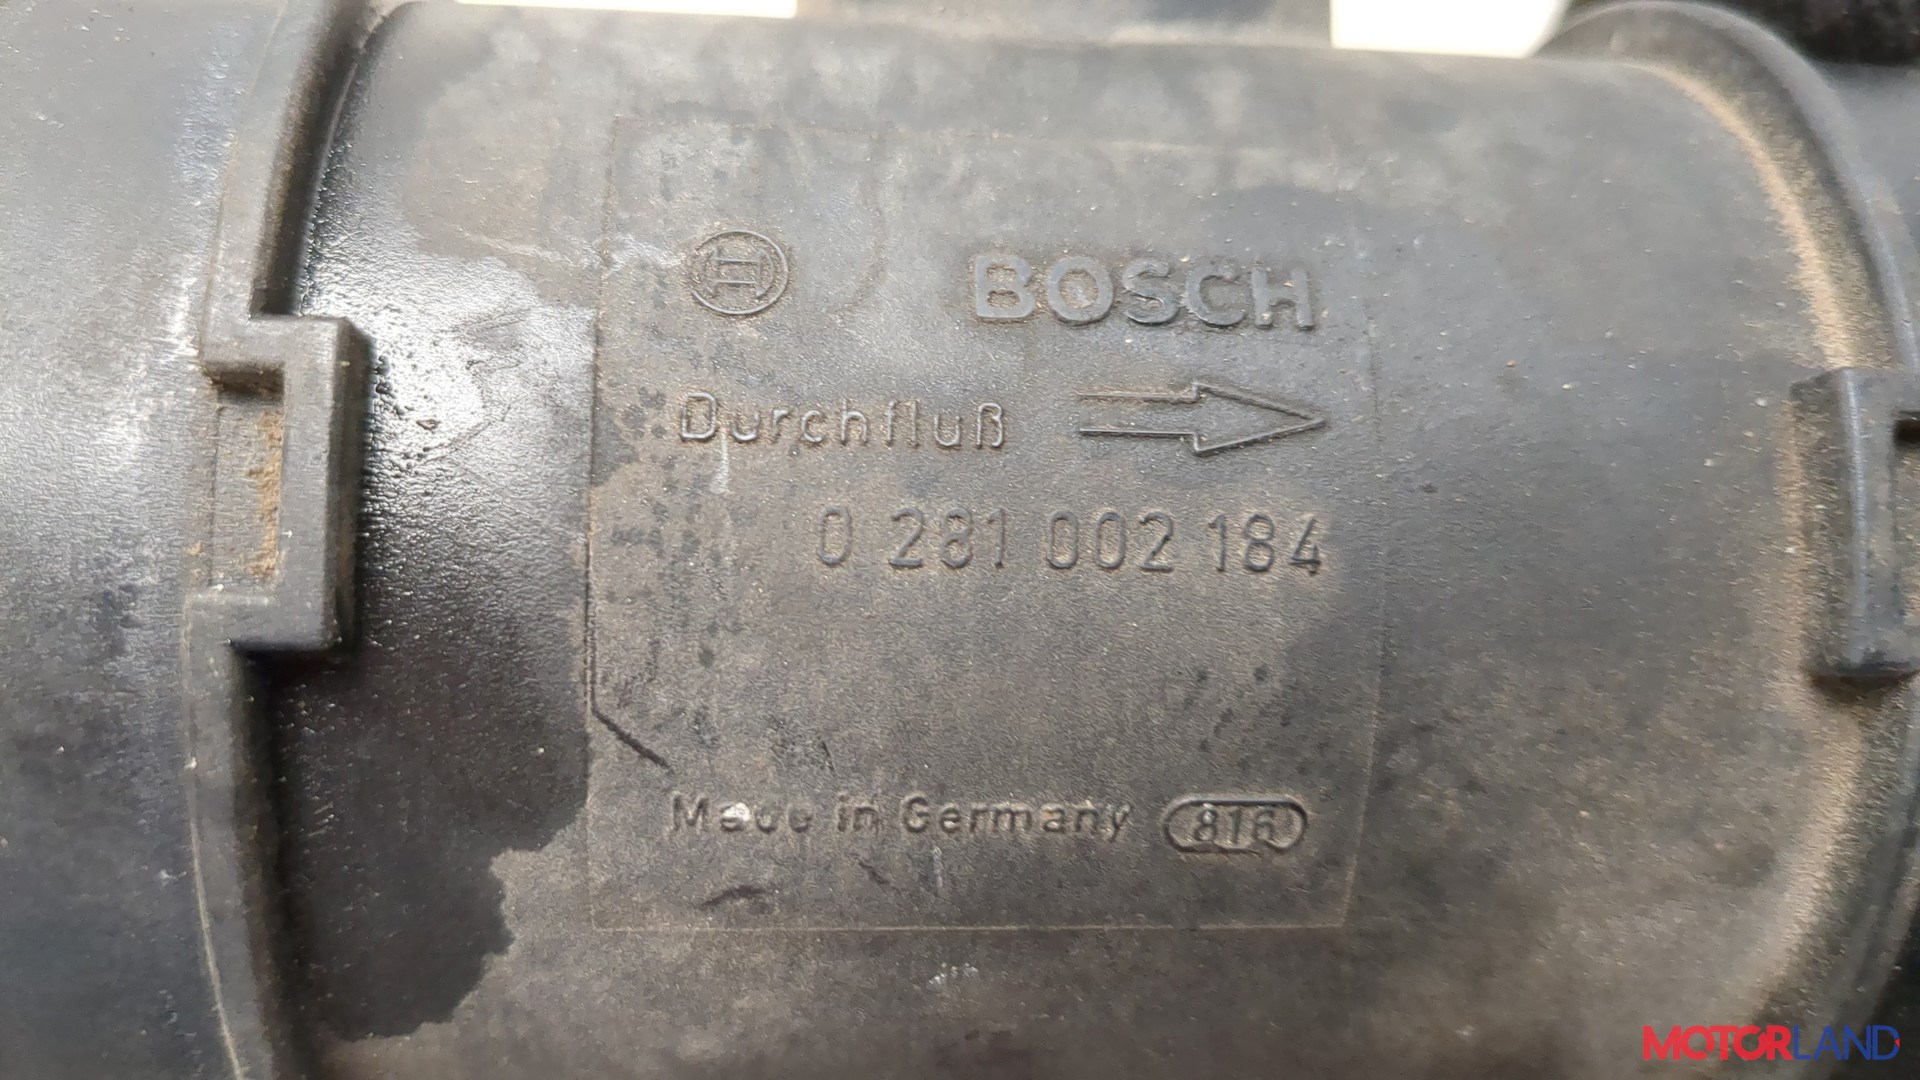 BOSCH
Durchfluß
0 281 002 184
Made in Germany 816
MOTORLAND